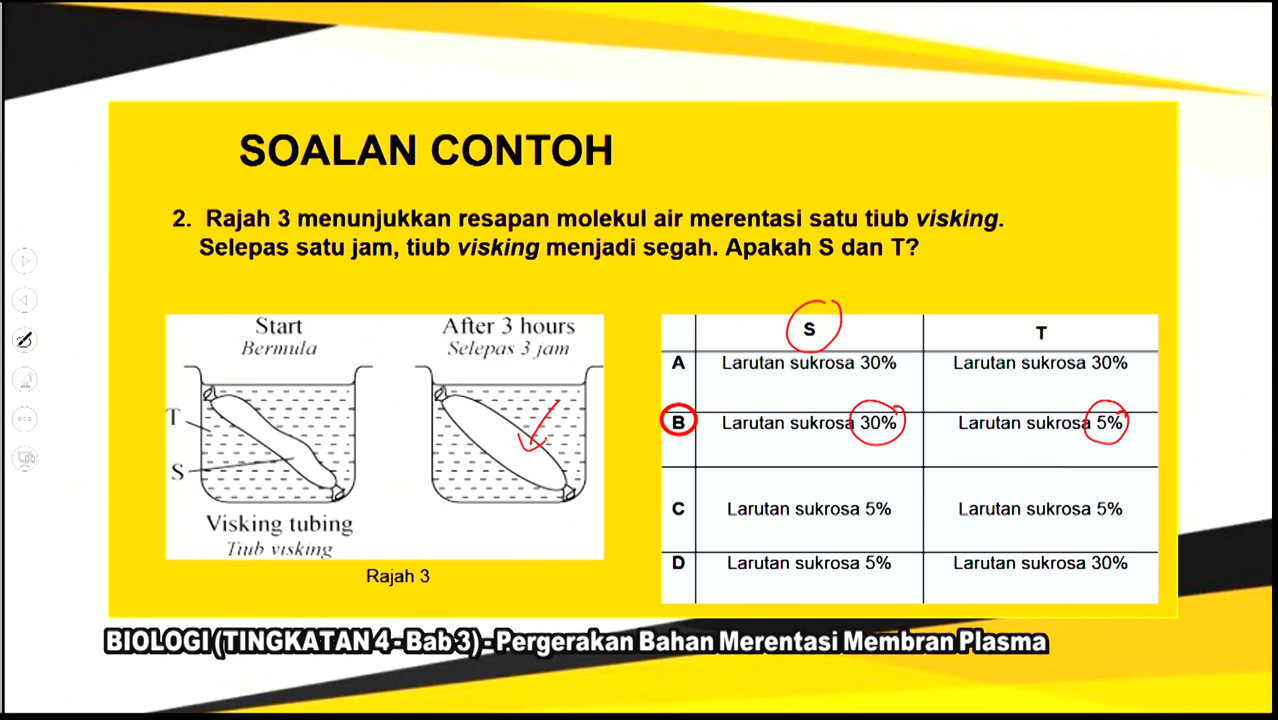 SOALAN CONTOH
2. Rajah 3 menunjukkan resapan molekul air merentasi satu tiub visking.
Selepas satu jam, tiub visking menjadi segah. Apakah S dan T?
Start
Bermula
After 3 hours
Selepas 3 jam
T
S
Visking tubing
Tiub visking
Rajah 3
S T
A Larutan sukrosa 30% Larutan sukrosa 30%
B Larutan sukrosa 30% Larutan sukrosa 5%
C Larutan sukrosa 5% Larutan sukrosa 5%
D Larutan sukrosa 5% Larutan sukrosa 30%
BIOLOGI (TINGKATAN 4 - Bab 3) - Pergerakan Bahan Merentasi Membran Plasma